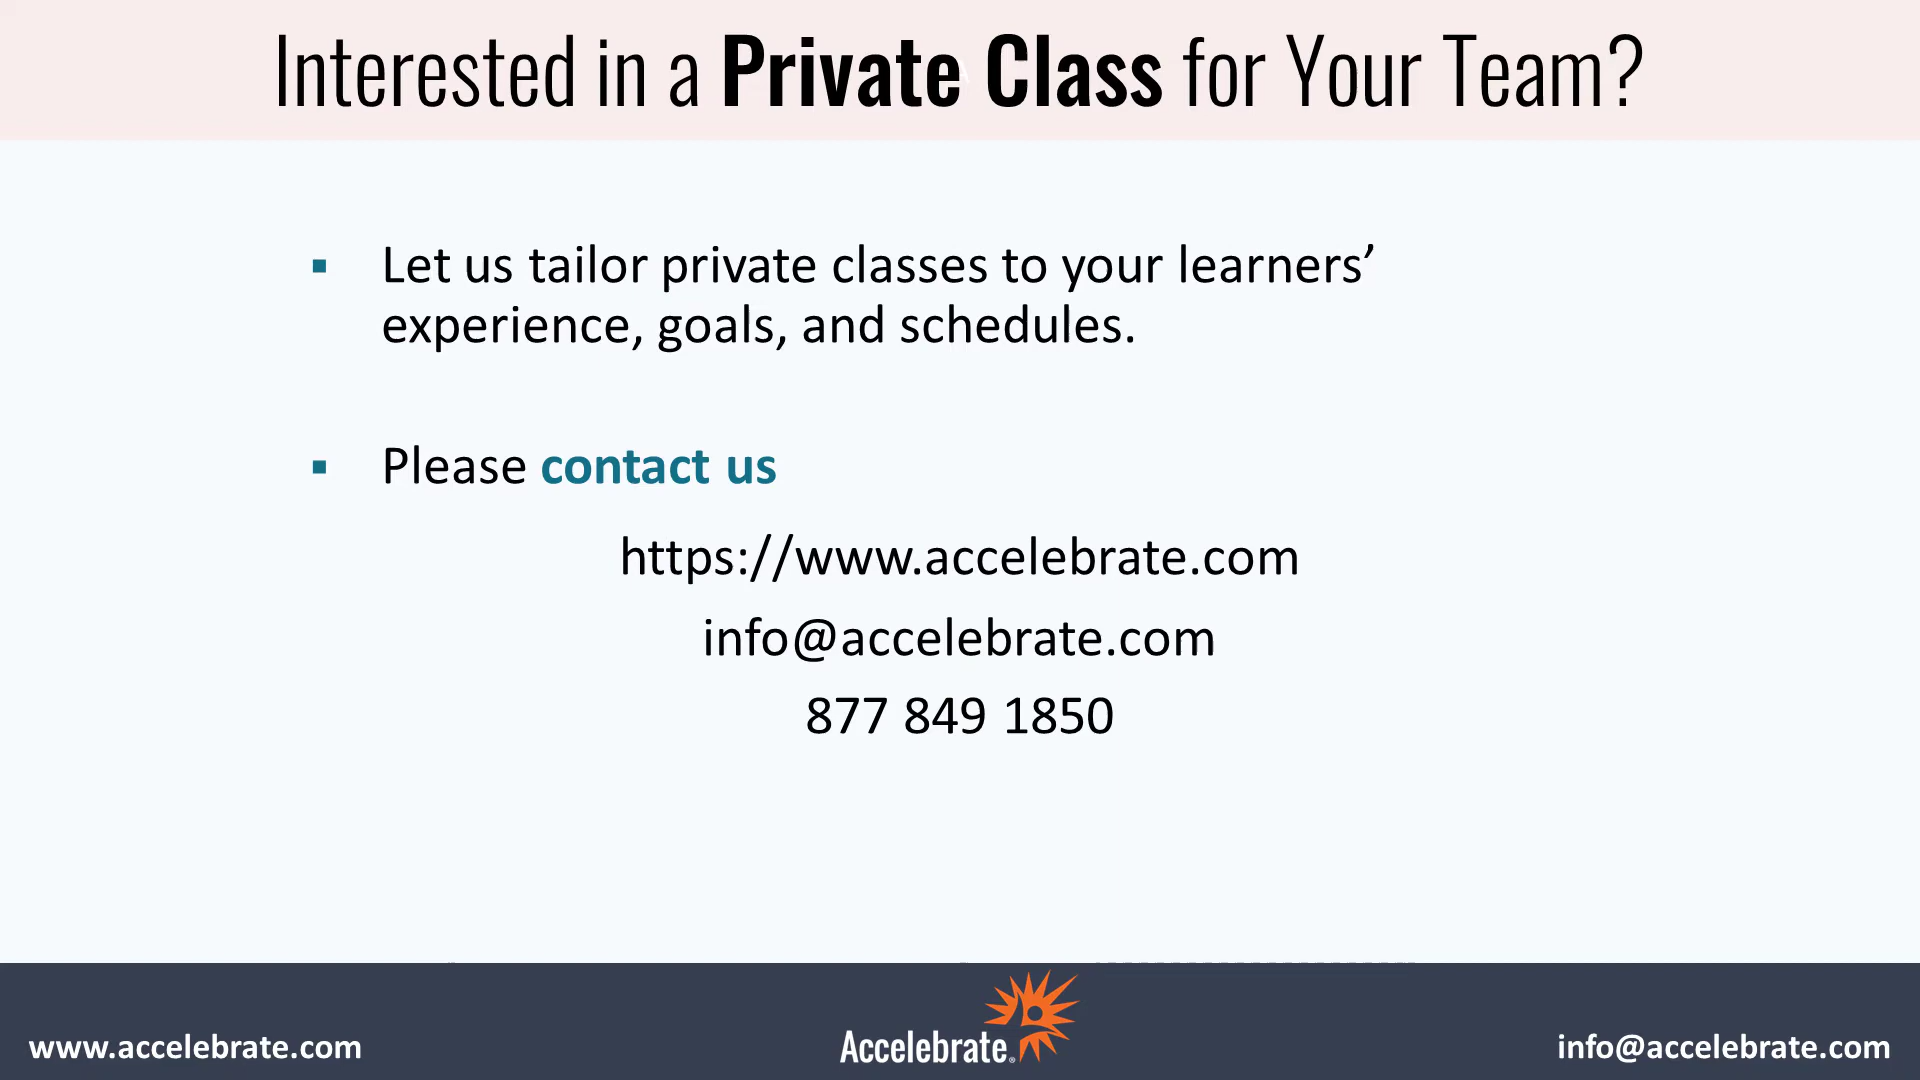 Interested in a Private Class for Your Team?
Let us tailor private classes to your learners’
experience, goals, and schedules.
Please contact us
https://www.accelebrate.com
info@accelebrate.com
877 849 1850
www.accelebrate.com
Accelebrate®
info@accelebrate.com